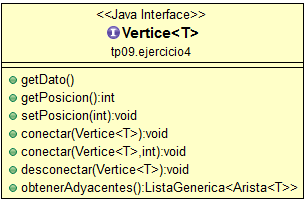 <<Java Interface>>
Vertice<T>
tp09.ejercicio4
getDato()
getPosicion():int
setPosicion(int):void
conectar(Vertice<T>):void
conectar(Vertice<T>,int):void
desconectar(Vertice<T>):void
obtenerAdyacentes():ListaGenerica<Arista<T>>